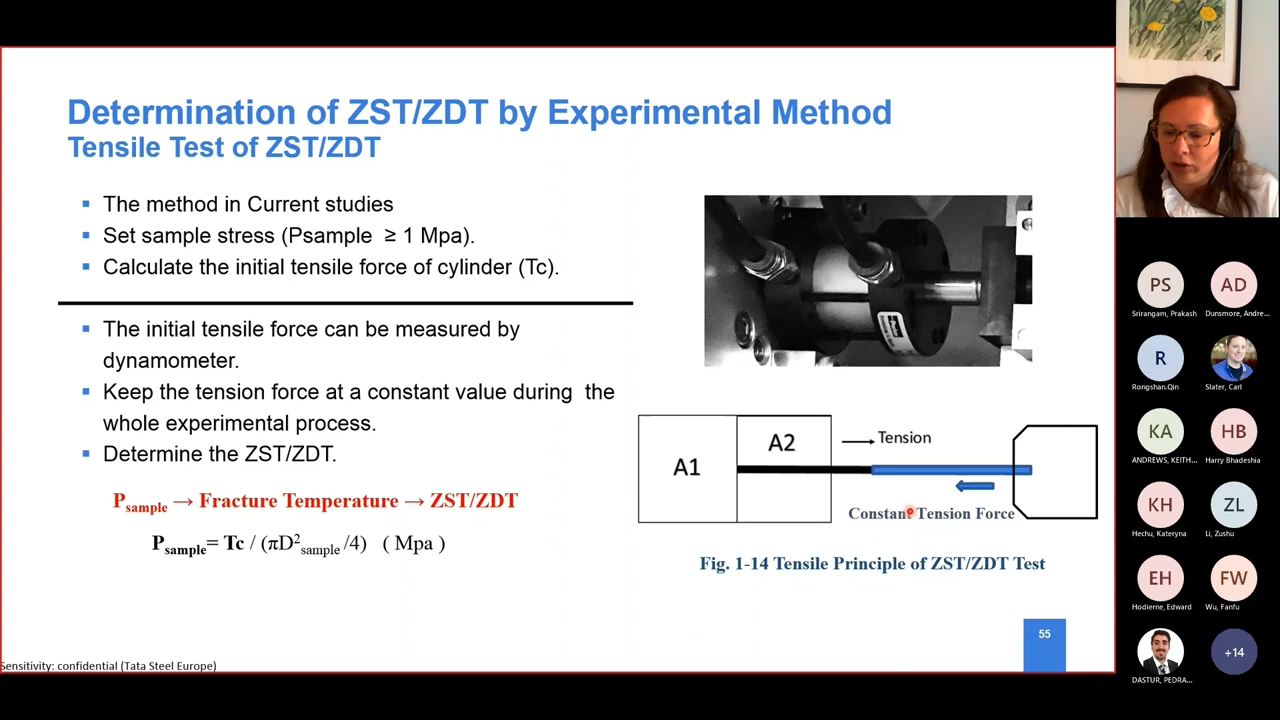 Determination of ZST/ZDT by Experimental Method
Tensile Test of ZST/ZDT
▪ The method in Current studies
▪ Set sample stress (Psample ≥ 1 Mpa).
▪ Calculate the initial tensile force of cylinder (Tc).
▪ The initial tensile force can be measured by
dynamometer.
▪ Keep the tension force at a constant value during the
whole experimental process.
▪ Determine the ZST/ZDT.
Psample → Fracture Temperature → ZST/ZDT
Psample= Tc / (πD²sample /4) ( Mpa )
A1
A2
Tension
Constant Tension Force
Fig. 1-14 Tensile Principle of ZST/ZDT Test
55
Sensitivity: confidential (Tata Steel Europe)
PS
AD
Srirangam, Prakash
Dunsmore, Andre...
R
Rongshan.Qin
Slater, Carl
KA
HB
ANDREWS, KEITH...
Harry Bhadeshia
KH
ZL
Hechu, Kateryna
Li, Zushu
EH
FW
Hodierne, Edward
Wu, Fanfu
+14
DASTUR, PEDRA...